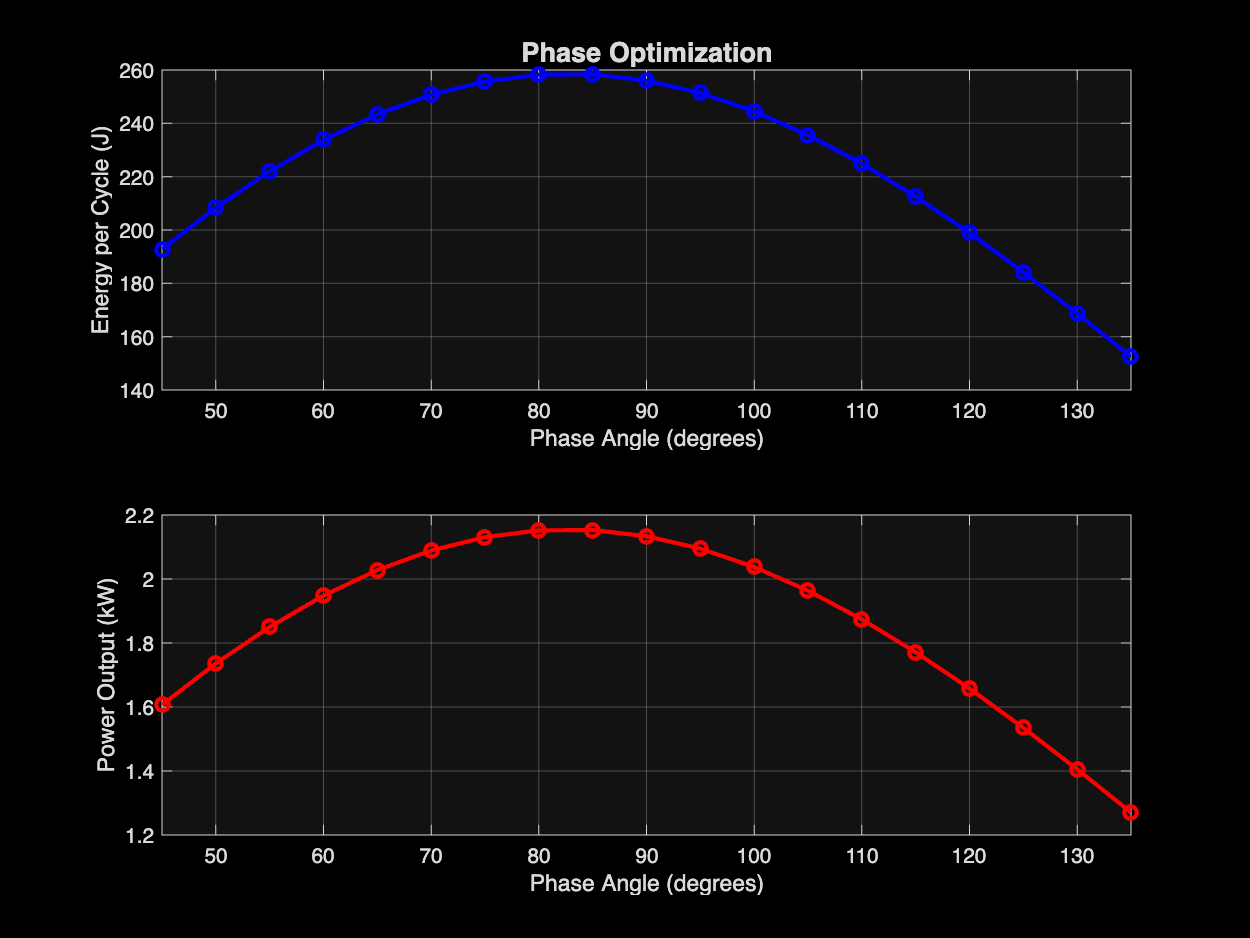 Phase Optimization
260
240
220
200
180
160
140
Energy per Cycle (J)
50 60 70 80 90 100 110 120 130
Phase Angle (degrees)
2.2
2
1.8
1.6
1.4
1.2
Power Output (kW)
50 60 70 80 90 100 110 120 130
Phase Angle (degrees)